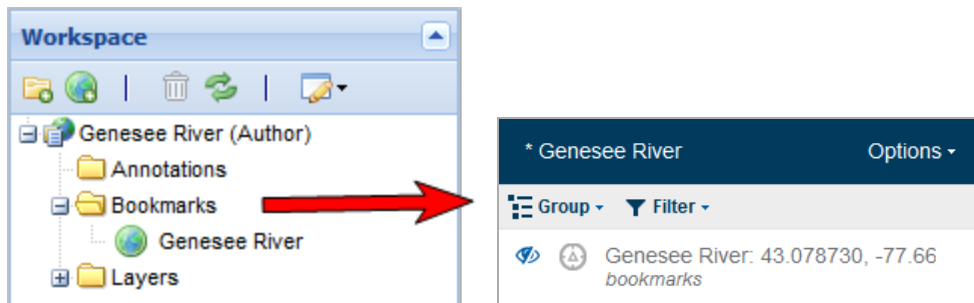 Workspace
Genesee River (Author)
Annotations
Bookmarks
Genesee River
Layers
* Genesee River Options
Group Filter
Genesee River: 43.078730, -77.66
bookmarks